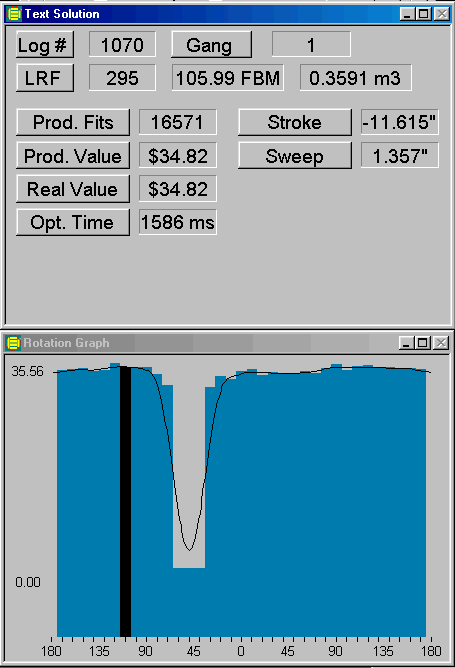 Text Solution
Log # 1070 Gang 1
LRF 295 105.99 FBM 0.3591 m3
Prod. Fits 16571 Stroke -11.615"
Prod. Value $34.82 Sweep 1.357"
Real Value $34.82
Opt. Time 1586 ms
Rotation Graph
35.56
0.00
180 135 90 45 0 45 90 135 180